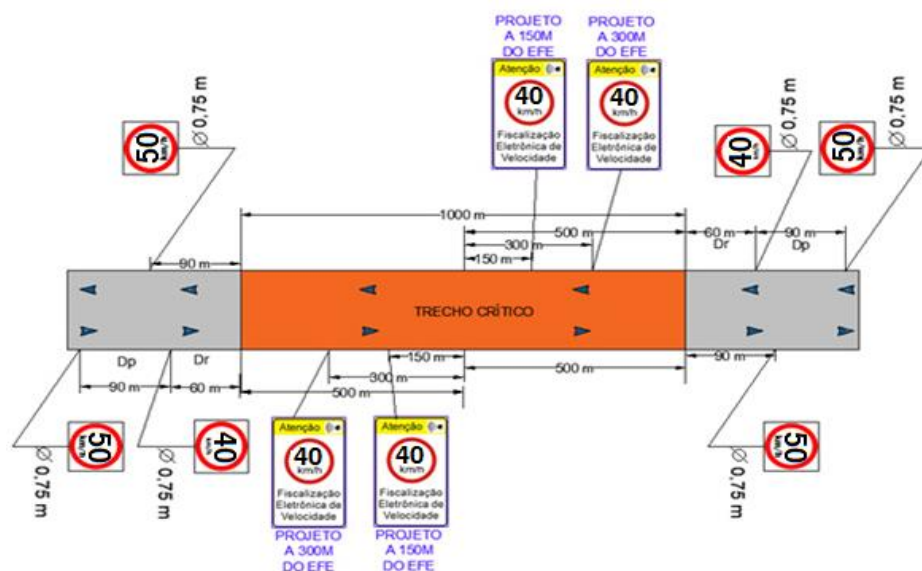 PROJETO
A 150M
DO EFE
PROJETO
A 300M
DO EFE
Atenção
40
km/h
Fiscalização
Eletrônica de
Velocidade
Atenção
40
km/h
Fiscalização
Eletrônica de
Velocidade
50
km/h
Ø 0,75 m
40
km/h
Ø 0,75 m
50
km/h
Ø 0,75 m
1000 m
500 m
60 m
90 m
300 m
Dr
Dp
150 m
90 m
TRECHO CRÍTICO
Dp
Dr
150 m
90 m
60 m
300 m
500 m
500 m
90 m
50
km/h
Ø 0,75 m
40
km/h
Ø 0,75 m
Atenção
40
km/h
Fiscalização
Eletrônica de
Velocidade
PROJETO
A 300M
DO EFE
Atenção
40
km/h
Fiscalização
Eletrônica de
Velocidade
PROJETO
A 150M
DO EFE
50
km/h
Ø 0,75 m